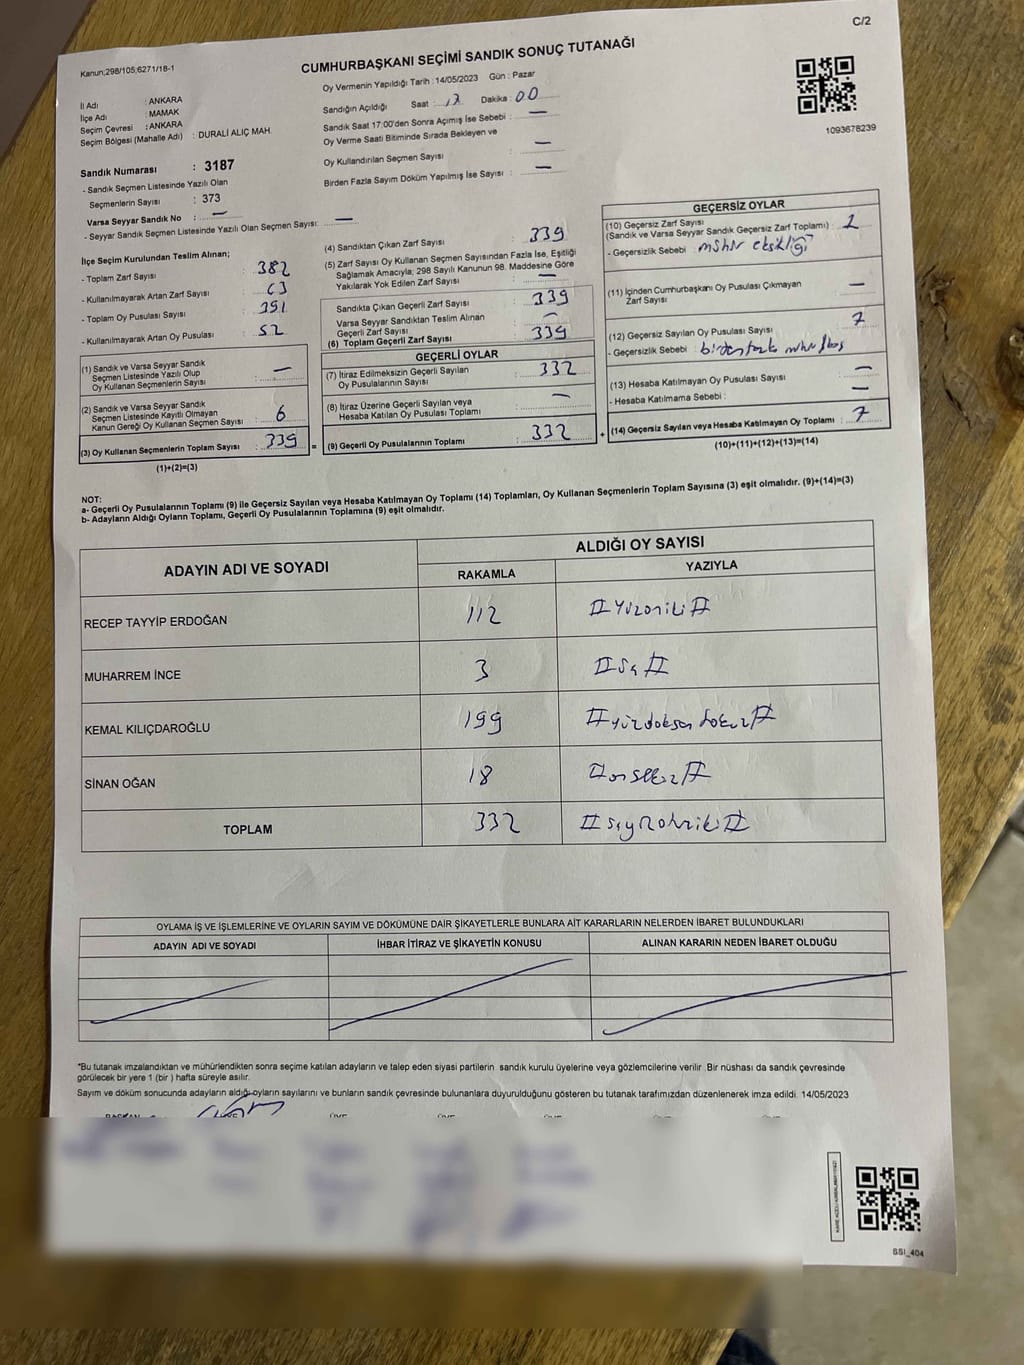 C/2
Kanun;298/105;6271/18-1
CUMHURBAŞKANI SEÇİMİ SANDIK SONUÇ TUTANAĞI
İl Adı : ANKARA
İlçe Adı : MAMAK
Seçim Çevresi : ANKARA
Seçim Bölgesi (Mahalle Adı) : DURALİ ALIÇ MAH.
Oy Vermenin Yapıldığı Tarih : 14/05/2023 Gün : Pazar
Sandığın Açıldığı Saat : 17 Dakika : 00
Sandık Saat 17:00'den Sonra Açımış İse Sebebi : —
Oy Verme Saati Bitiminde Sırada Bekleyen ve
Oy Kullandırılan Seçmen Sayısı : —
Birden Fazla Sayım Döküm Yapılmış İse Sayısı : —
1093678239
Sandık Numarası : 3187
- Sandık Seçmen Listesinde Yazılı Olan
Seçmenlerin Sayısı : 373
Varsa Seyyar Sandık No : —
- Seyyar Sandık Seçmen Listesinde Yazılı Olan Seçmen Sayısı: —
İlçe Seçim Kurulundan Teslim Alınan;
- Toplam Zarf Sayısı : 382
- Kullanılmayarak Artan Zarf Sayısı : 43
- Toplam Oy Pusulası Sayısı : 391
- Kullanılmayarak Artan Oy Pusulası : 52
(1) Sandık ve Varsa Seyyar Sandık
Seçmen Listesinde Yazılı Olup
Oy Kullanan Seçmenlerin Sayısı : —
(2) Sandık ve Varsa Seyyar Sandık
Seçmen Listesinde Kayıtlı Olmayan
Kanun Gereği Oy Kullanan Seçmen Sayısı : 6
(3) Oy Kullanan Seçmenlerin Toplam Sayısı : 339 =
(1)+(2)=(3)
(4) Sandıktan Çıkan Zarf Sayısı : 339
(5) Zarf Sayısı Oy Kullanan Seçmen Sayısından Fazla İse, Eşitliği
Sağlamak Amacıyla; 298 Sayılı Kanunun 98. Maddesine Göre
Yakılarak Yok Edilen Zarf Sayısı : —
Sandıkta Çıkan Geçerli Zarf Sayısı : 339
Varsa Seyyar Sandıktan Teslim Alınan
Geçerli Zarf Sayısı : —
(6) Toplam Geçerli Zarf Sayısı : 339
GEÇERLİ OYLAR
(7) İtiraz Edilmeksizin Geçerli Sayılan
Oy Pusulalarının Sayısı : 332
(8) İtiraz Üzerine Geçerli Sayılan veya
Hesaba Katılan Oy Pusulası Toplamı : —
(9) Geçerli Oy Pusulalarının Toplamı : 332 +
GEÇERSİZ OYLAR
(10) Geçersiz Zarf Sayısı
(Sandık ve Varsa Seyyar Sandık Geçersiz Zarf Toplamı) :
- Geçersizlik Sebebi : mühür eksikliği
(11) İçinden Cumhurbaşkanı Oy Pusulası Çıkmayan
Zarf Sayısı : —
(12) Geçersiz Sayılan Oy Pusulası Sayısı : 7
- Geçersizlik Sebebi : birden fazla
(13) Hesaba Katılmayan Oy Pusulası Sayısı : —
- Hesaba Katılmama Sebebi : —
(14) Geçersiz Sayılan veya Hesaba Katılmayan Oy Toplamı : 7
(10)+(11)+(12)+(13)=(14)
NOT:
a- Geçerli Oy Pusulalarının Toplamı (9) ile Geçersiz Sayılan veya Hesaba Katılmayan Oy Toplamı (14) Toplamları, Oy Kullanan Seçmenlerin Toplam Sayısına (3) eşit olmalıdır. (9)+(14)=(3)
b- Adayların Aldığı Oyların Toplamı, Geçerli Oy Pusulalarının Toplamına (9) eşit olmalıdır.
ADAYIN ADI VE SOYADI ALDIĞI OY SAYISI
RAKAMLA YAZIYLA
RECEP TAYYİP ERDOĞAN 112 #Yüzoniki#
MUHARREM İNCE 3 #üç#
KEMAL KILIÇDAROĞLU 199 #yüzdoksan dokuz#
SİNAN OĞAN 18 #onsekiz#
TOPLAM 332 #üçyüzotuziki#
OYLAMA İŞ VE İŞLEMLERİNE VE OYLARIN SAYIM VE DÖKÜMÜNE DAİR ŞİKAYETLERLE BUNLARA AİT KARARLARIN NELERDEN İBARET BULUNDUKLARI
ADAYIN ADI VE SOYADI İHBAR İTİRAZ VE ŞİKAYETİN KONUSU ALINAN KARARIN NEDEN İBARET OLDUĞU
*Bu tutanak imzalandıktan ve mühürlendikten sonra seçime katılan adayların ve talep eden siyasi partilerin sandık kurulu üyelerine veya gözlemcilerine verilir .Bir nüshası da sandık çevresinde
görülecek bir yere 1 (bir ) hafta süreyle asılır.
Sayım ve döküm sonucunda adayların aldığı oyların sayılarını ve bunların sandık çevresinde bulunanlara duyurulduğunu gösteren bu tutanak tarafımızdan düzenlenerek imza edildi. 14/05/2023
SSI_404